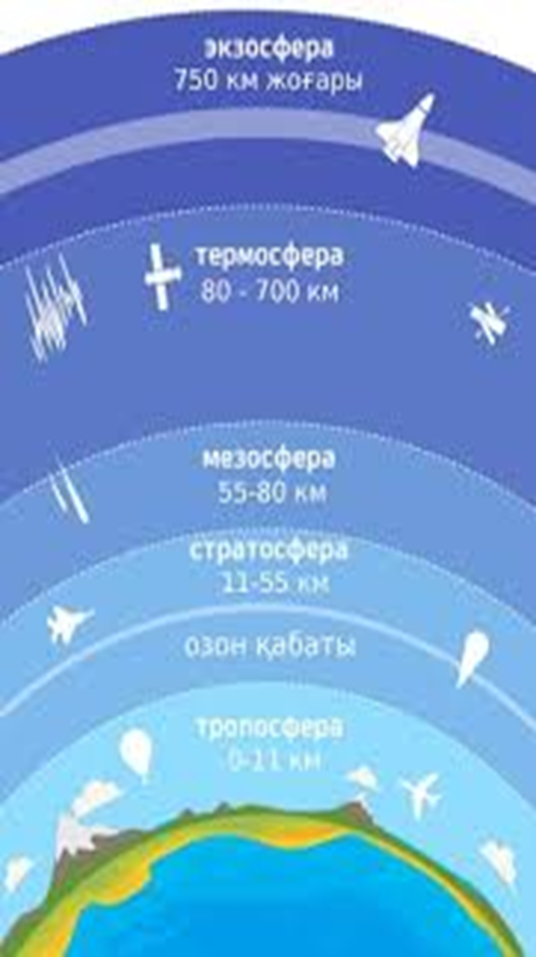 экзосфера
750 км жоғары
термосфера
80 - 700 км
мезосфера
55-80 км
стратосфера
11-55 км
озон қабаты
тропосфера
0-11 км